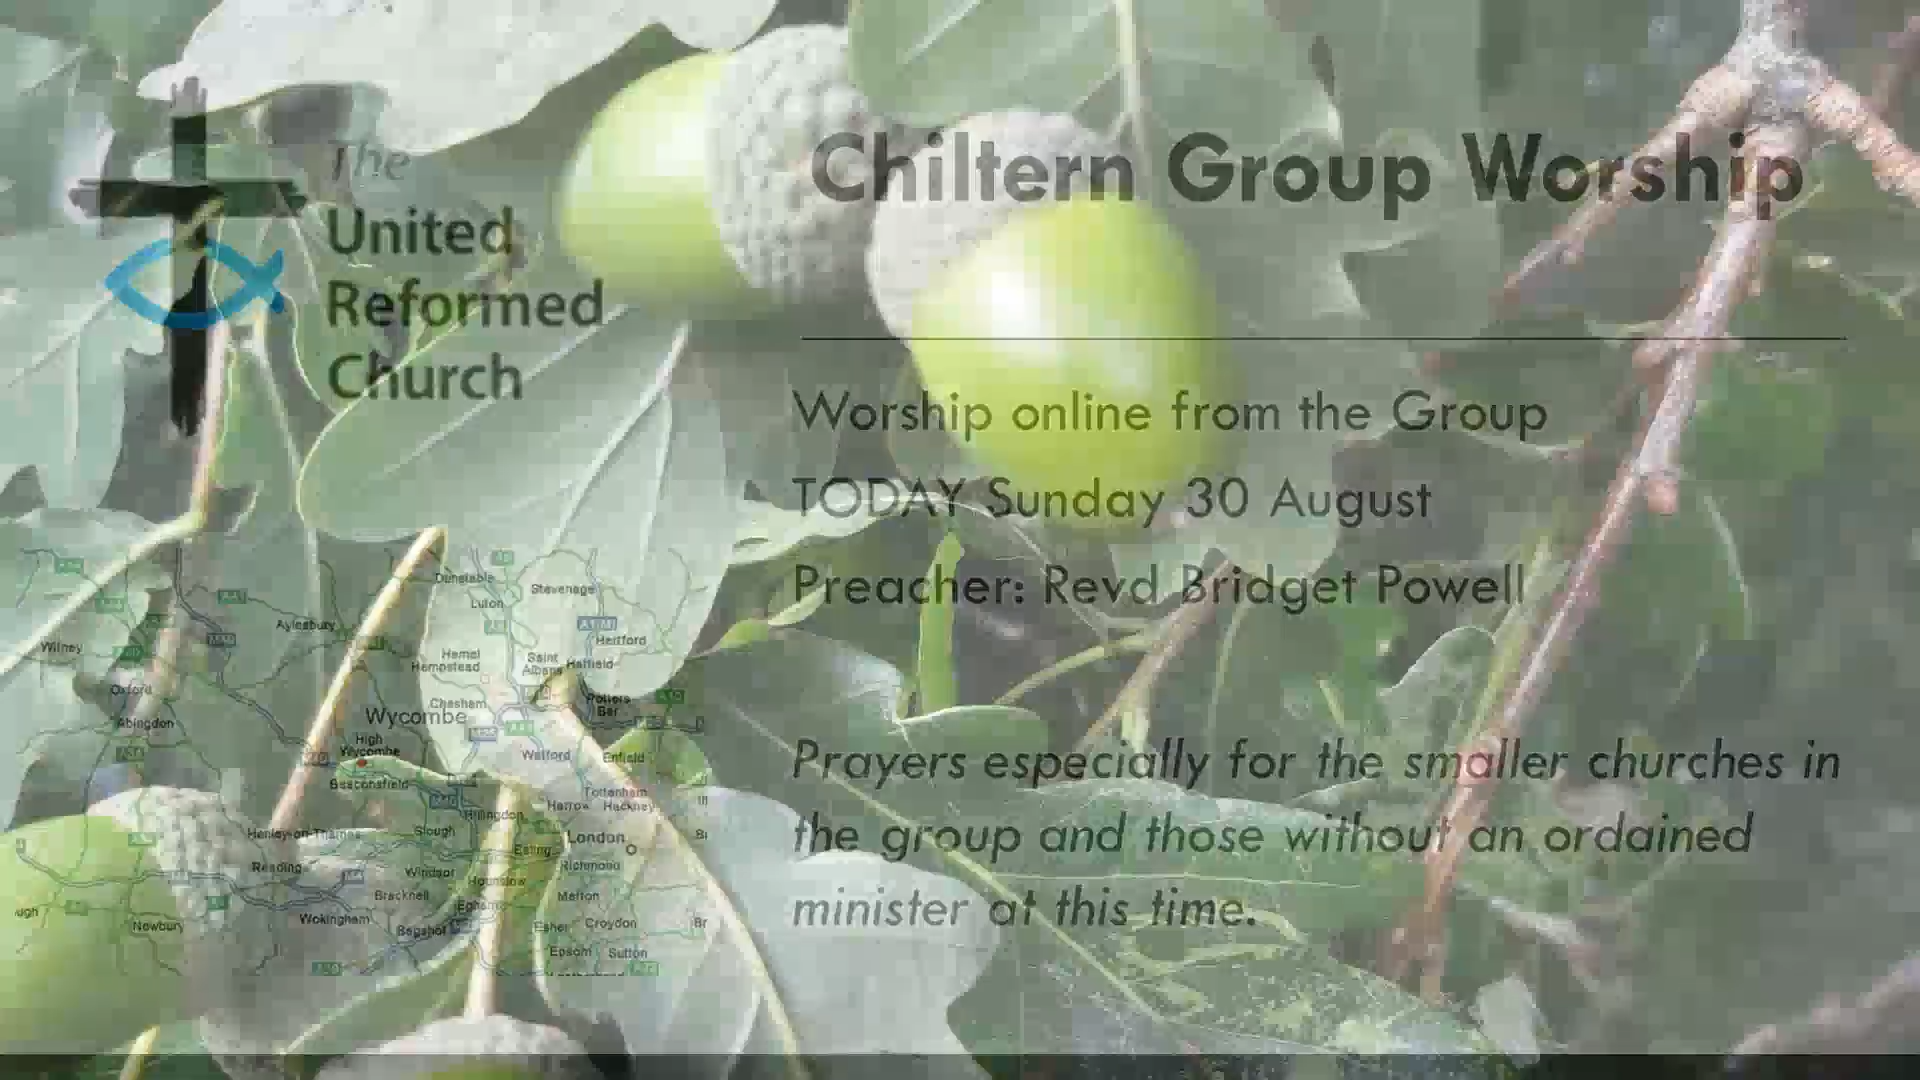 The
United
Reformed
Church
Chiltern Group Worship
Worship online from the Group
TODAY Sunday 30 August
Preacher: Revd Bridget Powell
Prayers especially for the smaller churches in
the group and those without an ordained
minister at this time.
Dunstable
Stevenage
Luton
Aylesbury
Hertford
Witney
Hemel
Hempstead
Saint
Albans
Hatfield
Oxford
Chesham
Potters
Bar
Abingdon
Wycombe
High
Wycombe
Watford
Enfield
Beaconsfield
Tottenham
Harrow
Hackney
Hillingdon
Henley-on-Thames
Slough
London
Ealing
Reading
Windsor
Richmond
Hounslow
Bracknell
Merton
Egham
Wokingham
Newbury
Bagshot
Esher
Croydon
Epsom
Sutton